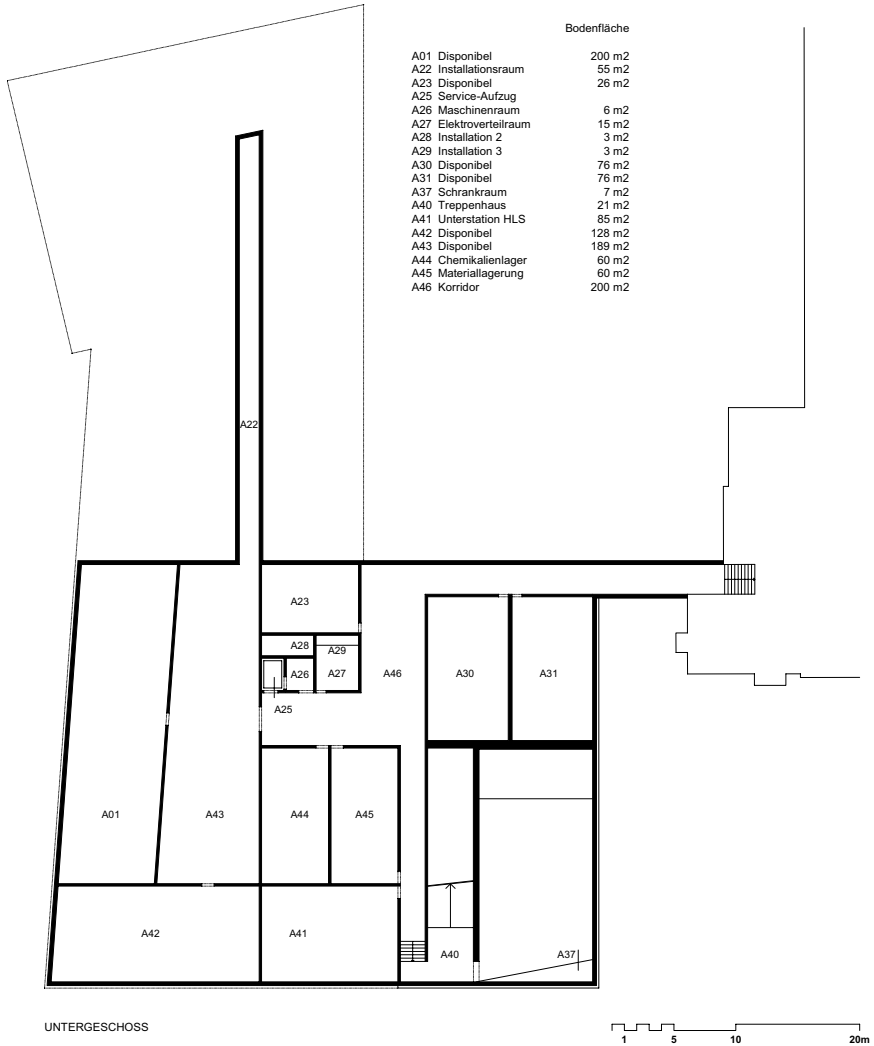 Bodenfläche
A01 Disponibel 200 m2
A22 Installationsraum 55 m2
A23 Disponibel 26 m2
A25 Service-Aufzug
A26 Maschinenraum 6 m2
A27 Elektroverteilraum 15 m2
A28 Installation 2 3 m2
A29 Installation 3 3 m2
A30 Disponibel 76 m2
A31 Disponibel 76 m2
A37 Schrankraum 7 m2
A40 Treppenhaus 21 m2
A41 Unterstation HLS 85 m2
A42 Disponibel 128 m2
A43 Disponibel 189 m2
A44 Chemikalienlager 60 m2
A45 Materiallagerung 60 m2
A46 Korridor 200 m2
A22
A23
A28
A29
A26
A27
A46
A30
A31
A25
A01
A43
A44
A45
A42
A41
A40
A37
UNTERGESCHOSS
1 5 10 20m